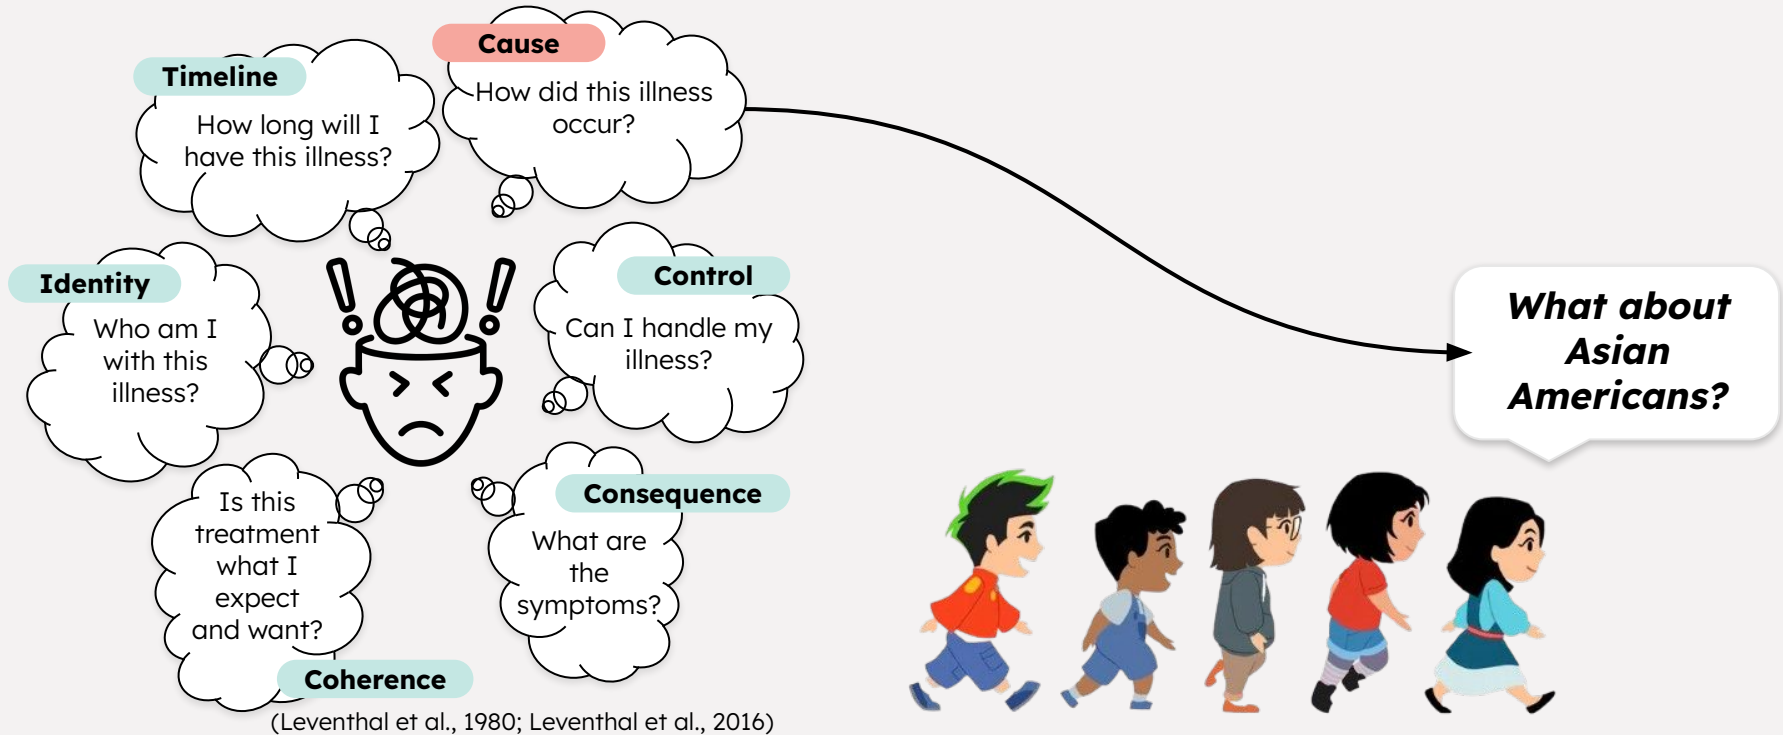 Cause
How did this illness
occur?
Timeline
How long will I
have this illness?
Identity
Who am I
with this
illness?
Control
Can I handle my
illness?
Is this
treatment
what I
expect
and want?
Coherence
Consequence
What are
the
symptoms?
(Leventhal et al., 1980; Leventhal et al., 2016)
What about
Asian
Americans?